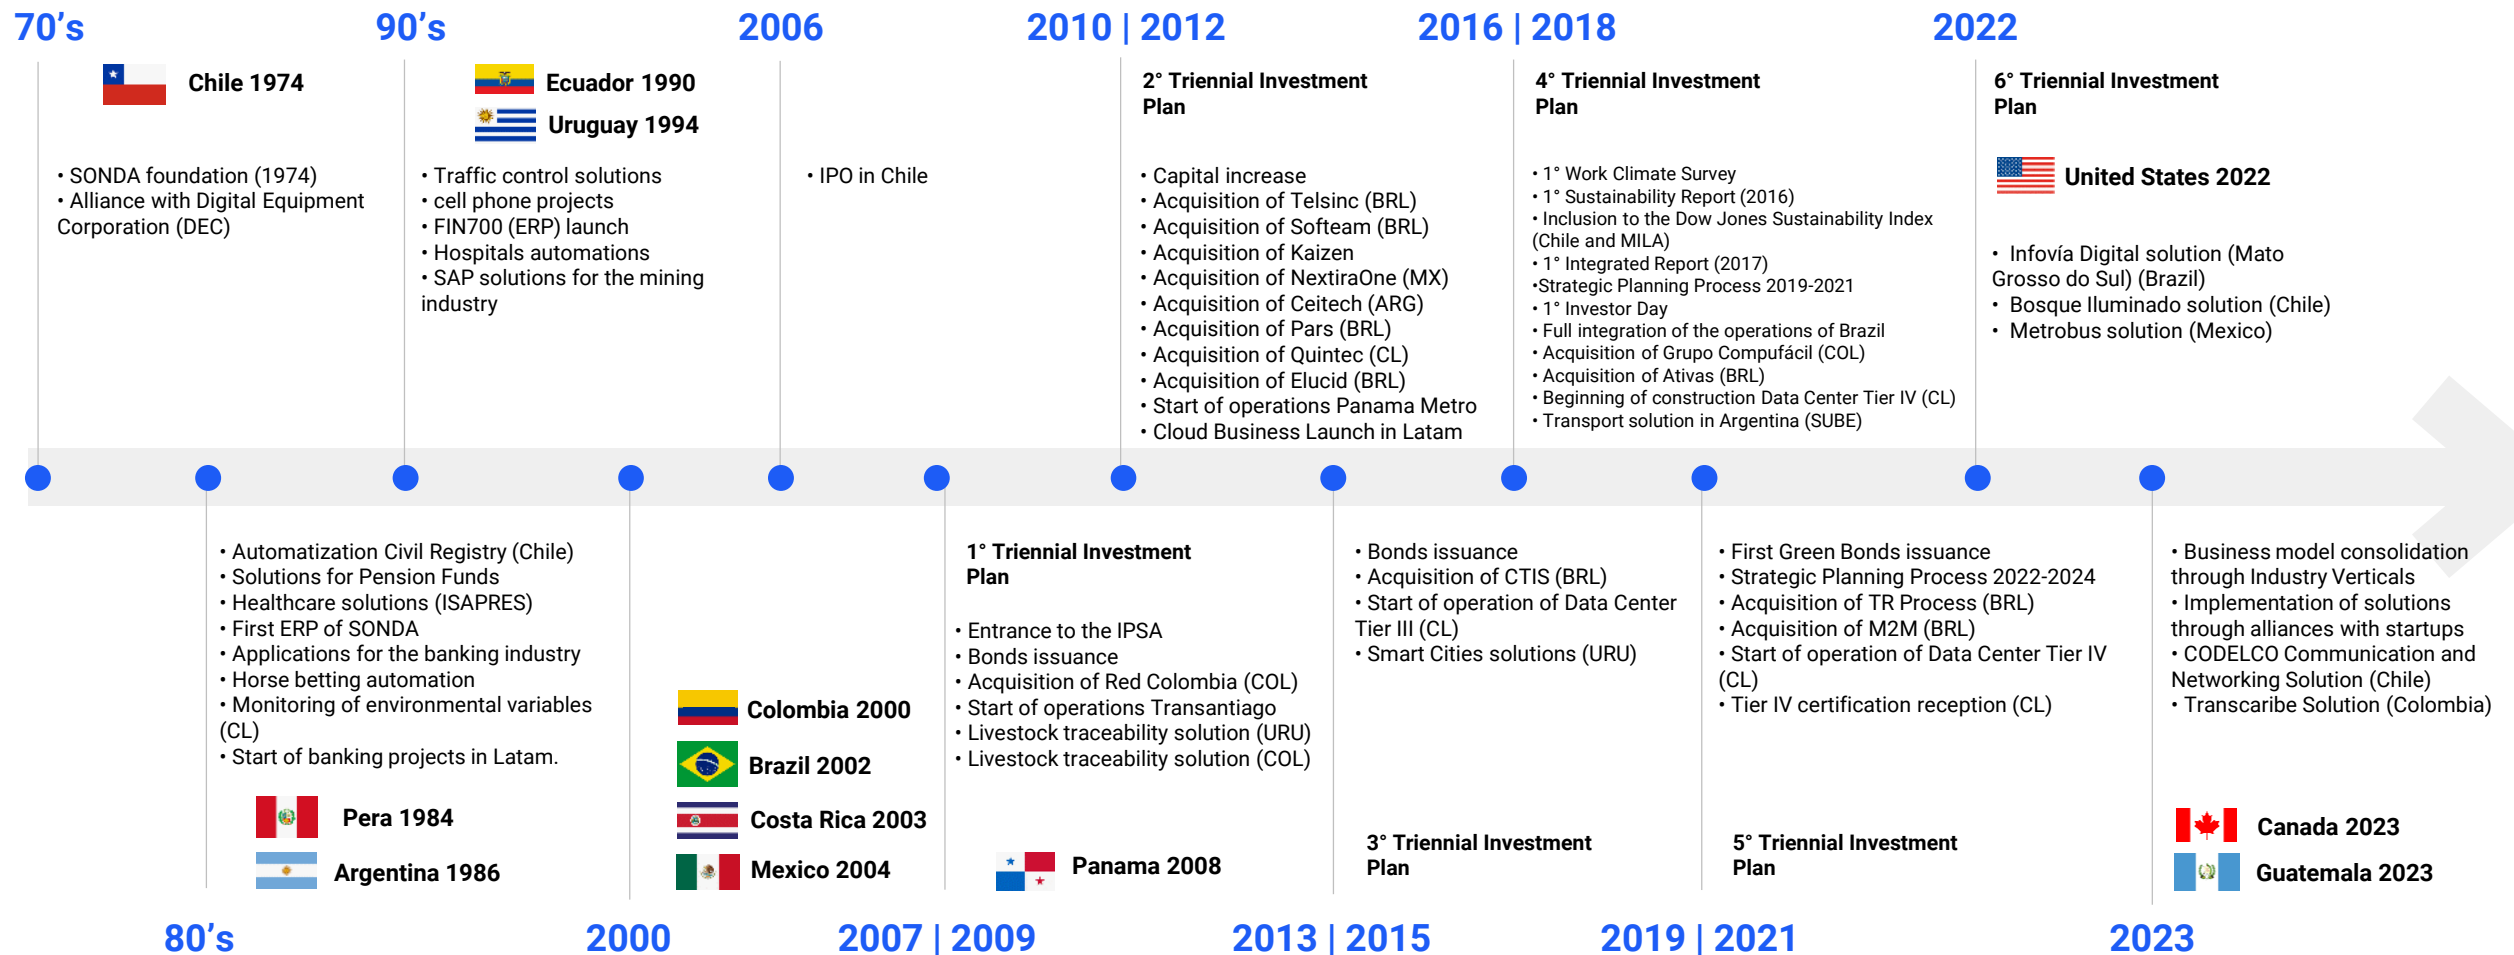 70’s
Chile 1974
• SONDA foundation (1974)
• Alliance with Digital Equipment
Corporation (DEC)
90’s
Ecuador 1990
Uruguay 1994
• Traffic control solutions
• cell phone projects
• FIN700 (ERP) launch
• Hospitals automations
• SAP solutions for the mining
industry
2006
• IPO in Chile
2010 | 2012
2° Triennial Investment
Plan
• Capital increase
• Acquisition of Telsinc (BRL)
• Acquisition of Softeam (BRL)
• Acquisition of Kaizen
• Acquisition of NextiraOne (MX)
• Acquisition of Ceitech (ARG)
• Acquisition of Pars (BRL)
• Acquisition of Quintec (CL)
• Acquisition of Elucid (BRL)
• Start of operations Panama Metro
• Cloud Business Launch in Latam
2016 | 2018
4° Triennial Investment
Plan
• 1° Work Climate Survey
• 1° Sustainability Report (2016)
• Inclusion to the Dow Jones Sustainability Index
(Chile and MILA)
• 1° Integrated Report (2017)
•Strategic Planning Process 2019-2021
• 1° Investor Day
• Full integration of the operations of Brazil
• Acquisition of Grupo Compufácil (COL)
• Acquisition of Ativas (BRL)
• Beginning of construction Data Center Tier IV (CL)
• Transport solution in Argentina (SUBE)
2022
6° Triennial Investment
Plan
United States 2022
• Infovía Digital solution (Mato
Grosso do Sul) (Brazil)
• Bosque Iluminado solution (Chile)
• Metrobus solution (Mexico)
• Automatization Civil Registry (Chile)
• Solutions for Pension Funds
• Healthcare solutions (ISAPRES)
• First ERP of SONDA
• Applications for the banking industry
• Horse betting automation
• Monitoring of environmental variables
(CL)
• Start of banking projects in Latam.
Pera 1984
Argentina 1986
80’s
Colombia 2000
Brazil 2002
Costa Rica 2003
Mexico 2004
2000
1° Triennial Investment
Plan
• Entrance to the IPSA
• Bonds issuance
• Acquisition of Red Colombia (COL)
• Start of operations Transantiago
• Livestock traceability solution (URU)
• Livestock traceability solution (COL)
Panama 2008
2007 | 2009
• Bonds issuance
• Acquisition of CTIS (BRL)
• Start of operation of Data Center
Tier III (CL)
• Smart Cities solutions (URU)
3° Triennial Investment
Plan
2013 | 2015
• First Green Bonds issuance
• Strategic Planning Process 2022-2024
• Acquisition of TR Process (BRL)
• Acquisition of M2M (BRL)
• Start of operation of Data Center Tier IV
(CL)
• Tier IV certification reception (CL)
5° Triennial Investment
Plan
2019 | 2021
• Business model consolidation
through Industry Verticals
• Implementation of solutions
through alliances with startups
• CODELCO Communication and
Networking Solution (Chile)
• Transcaribe Solution (Colombia)
Canada 2023
Guatemala 2023
2023